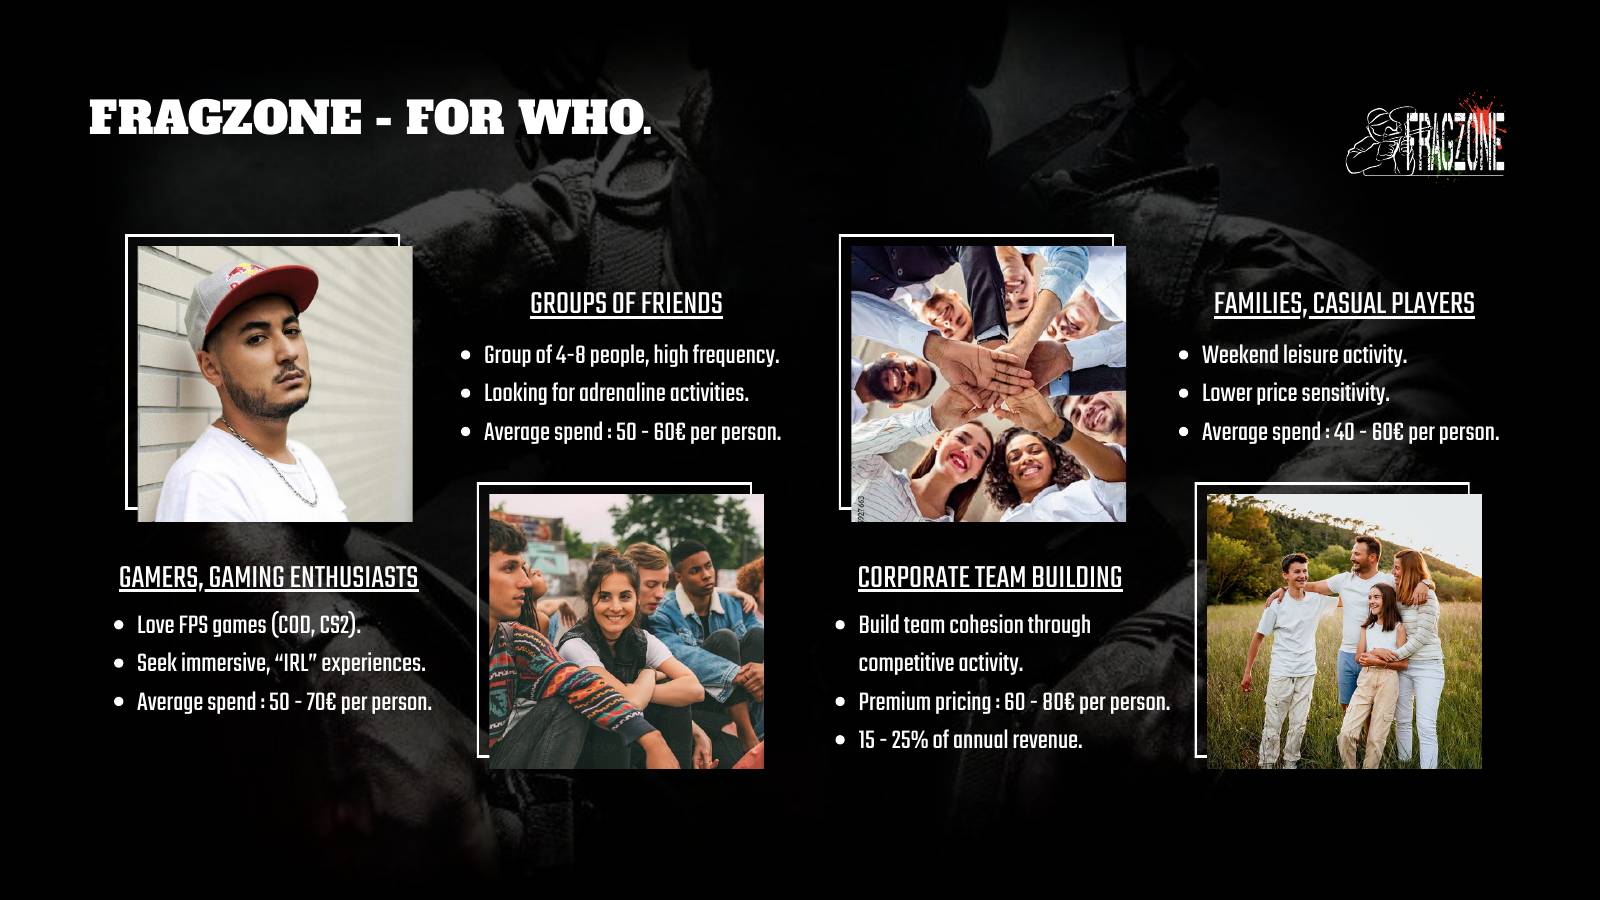 FRAGZONE - FOR WHO.
FRAGZONE
GROUPS OF FRIENDS
Group of 4-8 people, high frequency.
Looking for adrenaline activities.
Average spend : 50 - 60€ per person.
FAMILIES, CASUAL PLAYERS
Weekend leisure activity.
Lower price sensitivity.
Average spend : 40 - 60€ per person.
GAMERS, GAMING ENTHUSIASTS
Love FPS games (COD, CS2).
Seek immersive, “IRL” experiences.
Average spend : 50 - 70€ per person.
CORPORATE TEAM BUILDING
Build team cohesion through
competitive activity.
Premium pricing : 60 - 80€ per person.
15 - 25% of annual revenue.